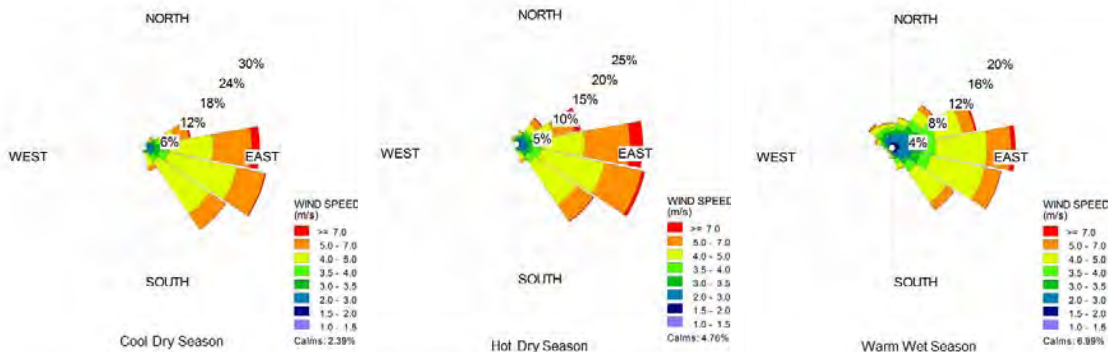 NORTH
30%
24%
18%
12%
6%
WEST
EAST
WIND SPEED
(m/s)
>= 7.0
5.0 - 7.0
4.0 - 5.0
3.5 - 4.0
3.0 - 3.5
2.0 - 3.0
1.5 - 2.0
1.0 - 1.5
Calms: 2.39%
SOUTH
Cool Dry Season
NORTH
25%
20%
15%
10%
5%
WEST
EAST
WIND SPEED
(m/s)
>= 7.0
5.0 - 7.0
4.0 - 5.0
3.5 - 4.0
3.0 - 3.5
2.0 - 3.0
1.5 - 2.0
1.0 - 1.5
Calms: 4.76%
SOUTH
Hot Dry Season
NORTH
20%
16%
12%
8%
4%
WEST
EAST
WIND SPEED
(m/s)
>= 7.0
5.0 - 7.0
4.0 - 5.0
3.5 - 4.0
3.0 - 3.5
2.0 - 3.0
1.5 - 2.0
1.0 - 1.5
Calms: 6.99%
SOUTH
Warm Wet Season